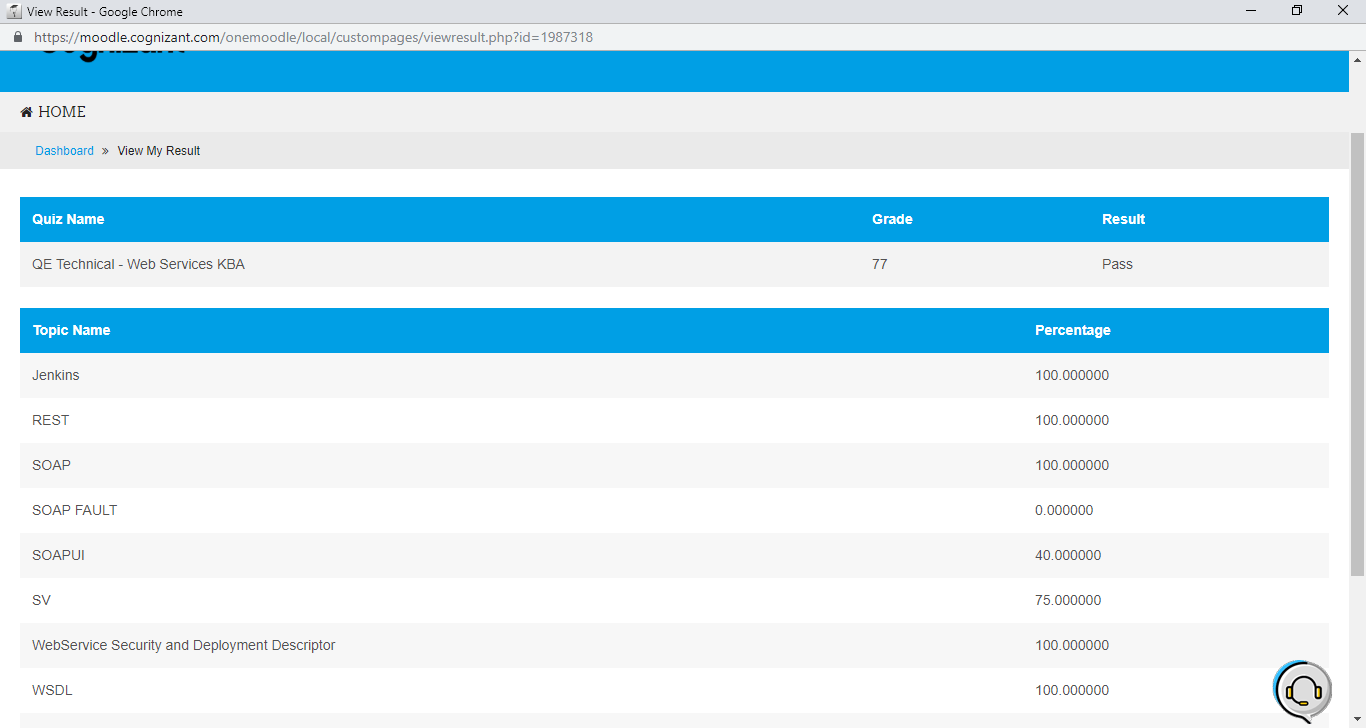 View Result - Google Chrome
https://moodle.cognizant.com/onemoodle/local/custompages/viewresult.php?id=1987318
Cognizant
HOME
Dashboard » View My Result
Quiz Name Grade Result
QE Technical - Web Services KBA 77 Pass
Topic Name Percentage
Jenkins 100.000000
REST 100.000000
SOAP 100.000000
SOAP FAULT 0.000000
SOAPUI 40.000000
SV 75.000000
WebService Security and Deployment Descriptor 100.000000
WSDL 100.000000